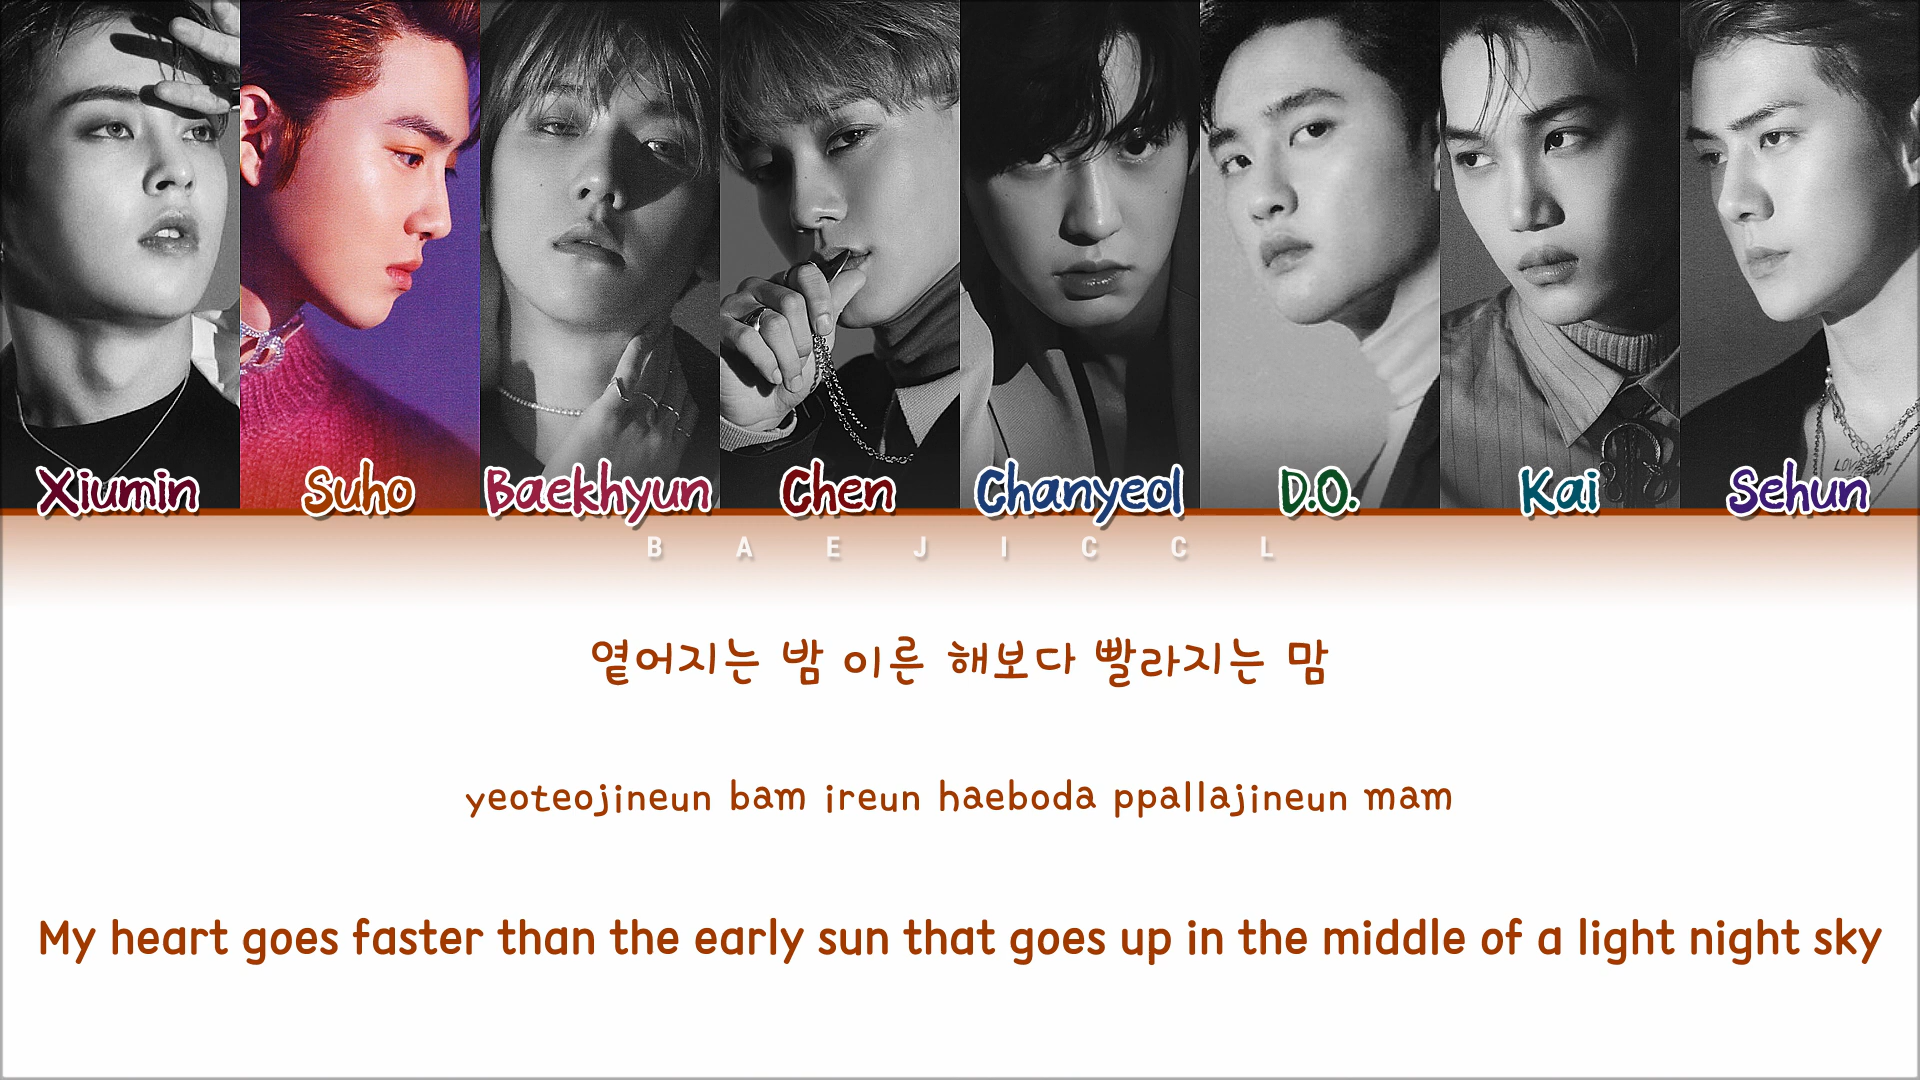 Xiumin Suho Baekhyun Chen Chanyeol D.O. Kai Sehun
BAEJICCL
옅어지는 밤 이른 해보다 빨라지는 맘
yeoteojineun bam ireun haeboda ppallajineun mam
My heart goes faster than the early sun that goes up in the middle of a light night sky